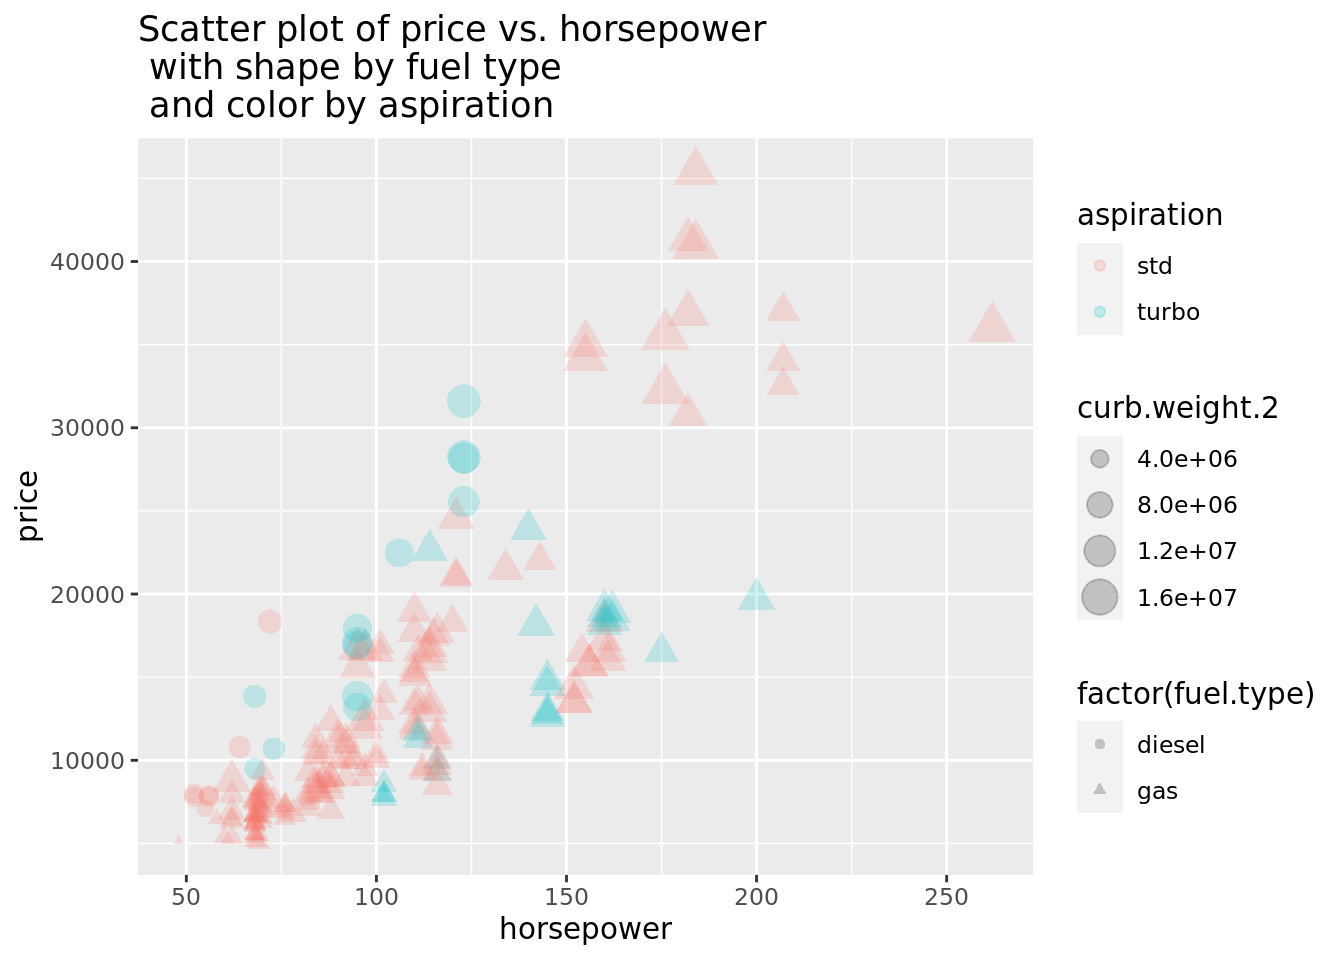 Scatter plot of price vs. horsepower
with shape by fuel type
and color by aspiration
40000
30000
20000
10000
price
50
100
150
200
250
horsepower
aspiration
std
turbo
curb.weight.2
4.0e+06
8.0e+06
1.2e+07
1.6e+07
factor(fuel.type)
diesel
gas